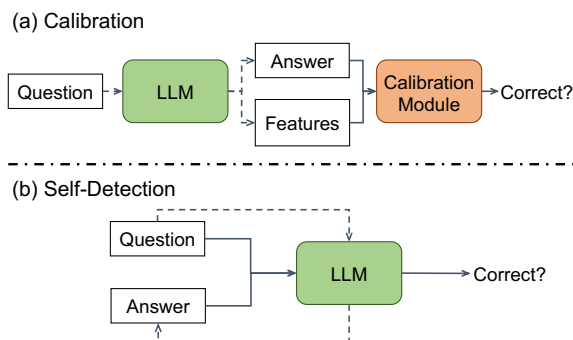 (a) Calibration
Question
LLM
Answer
Features
Calibration
Module
Correct?
(b) Self-Detection
Question
Answer
LLM
Correct?